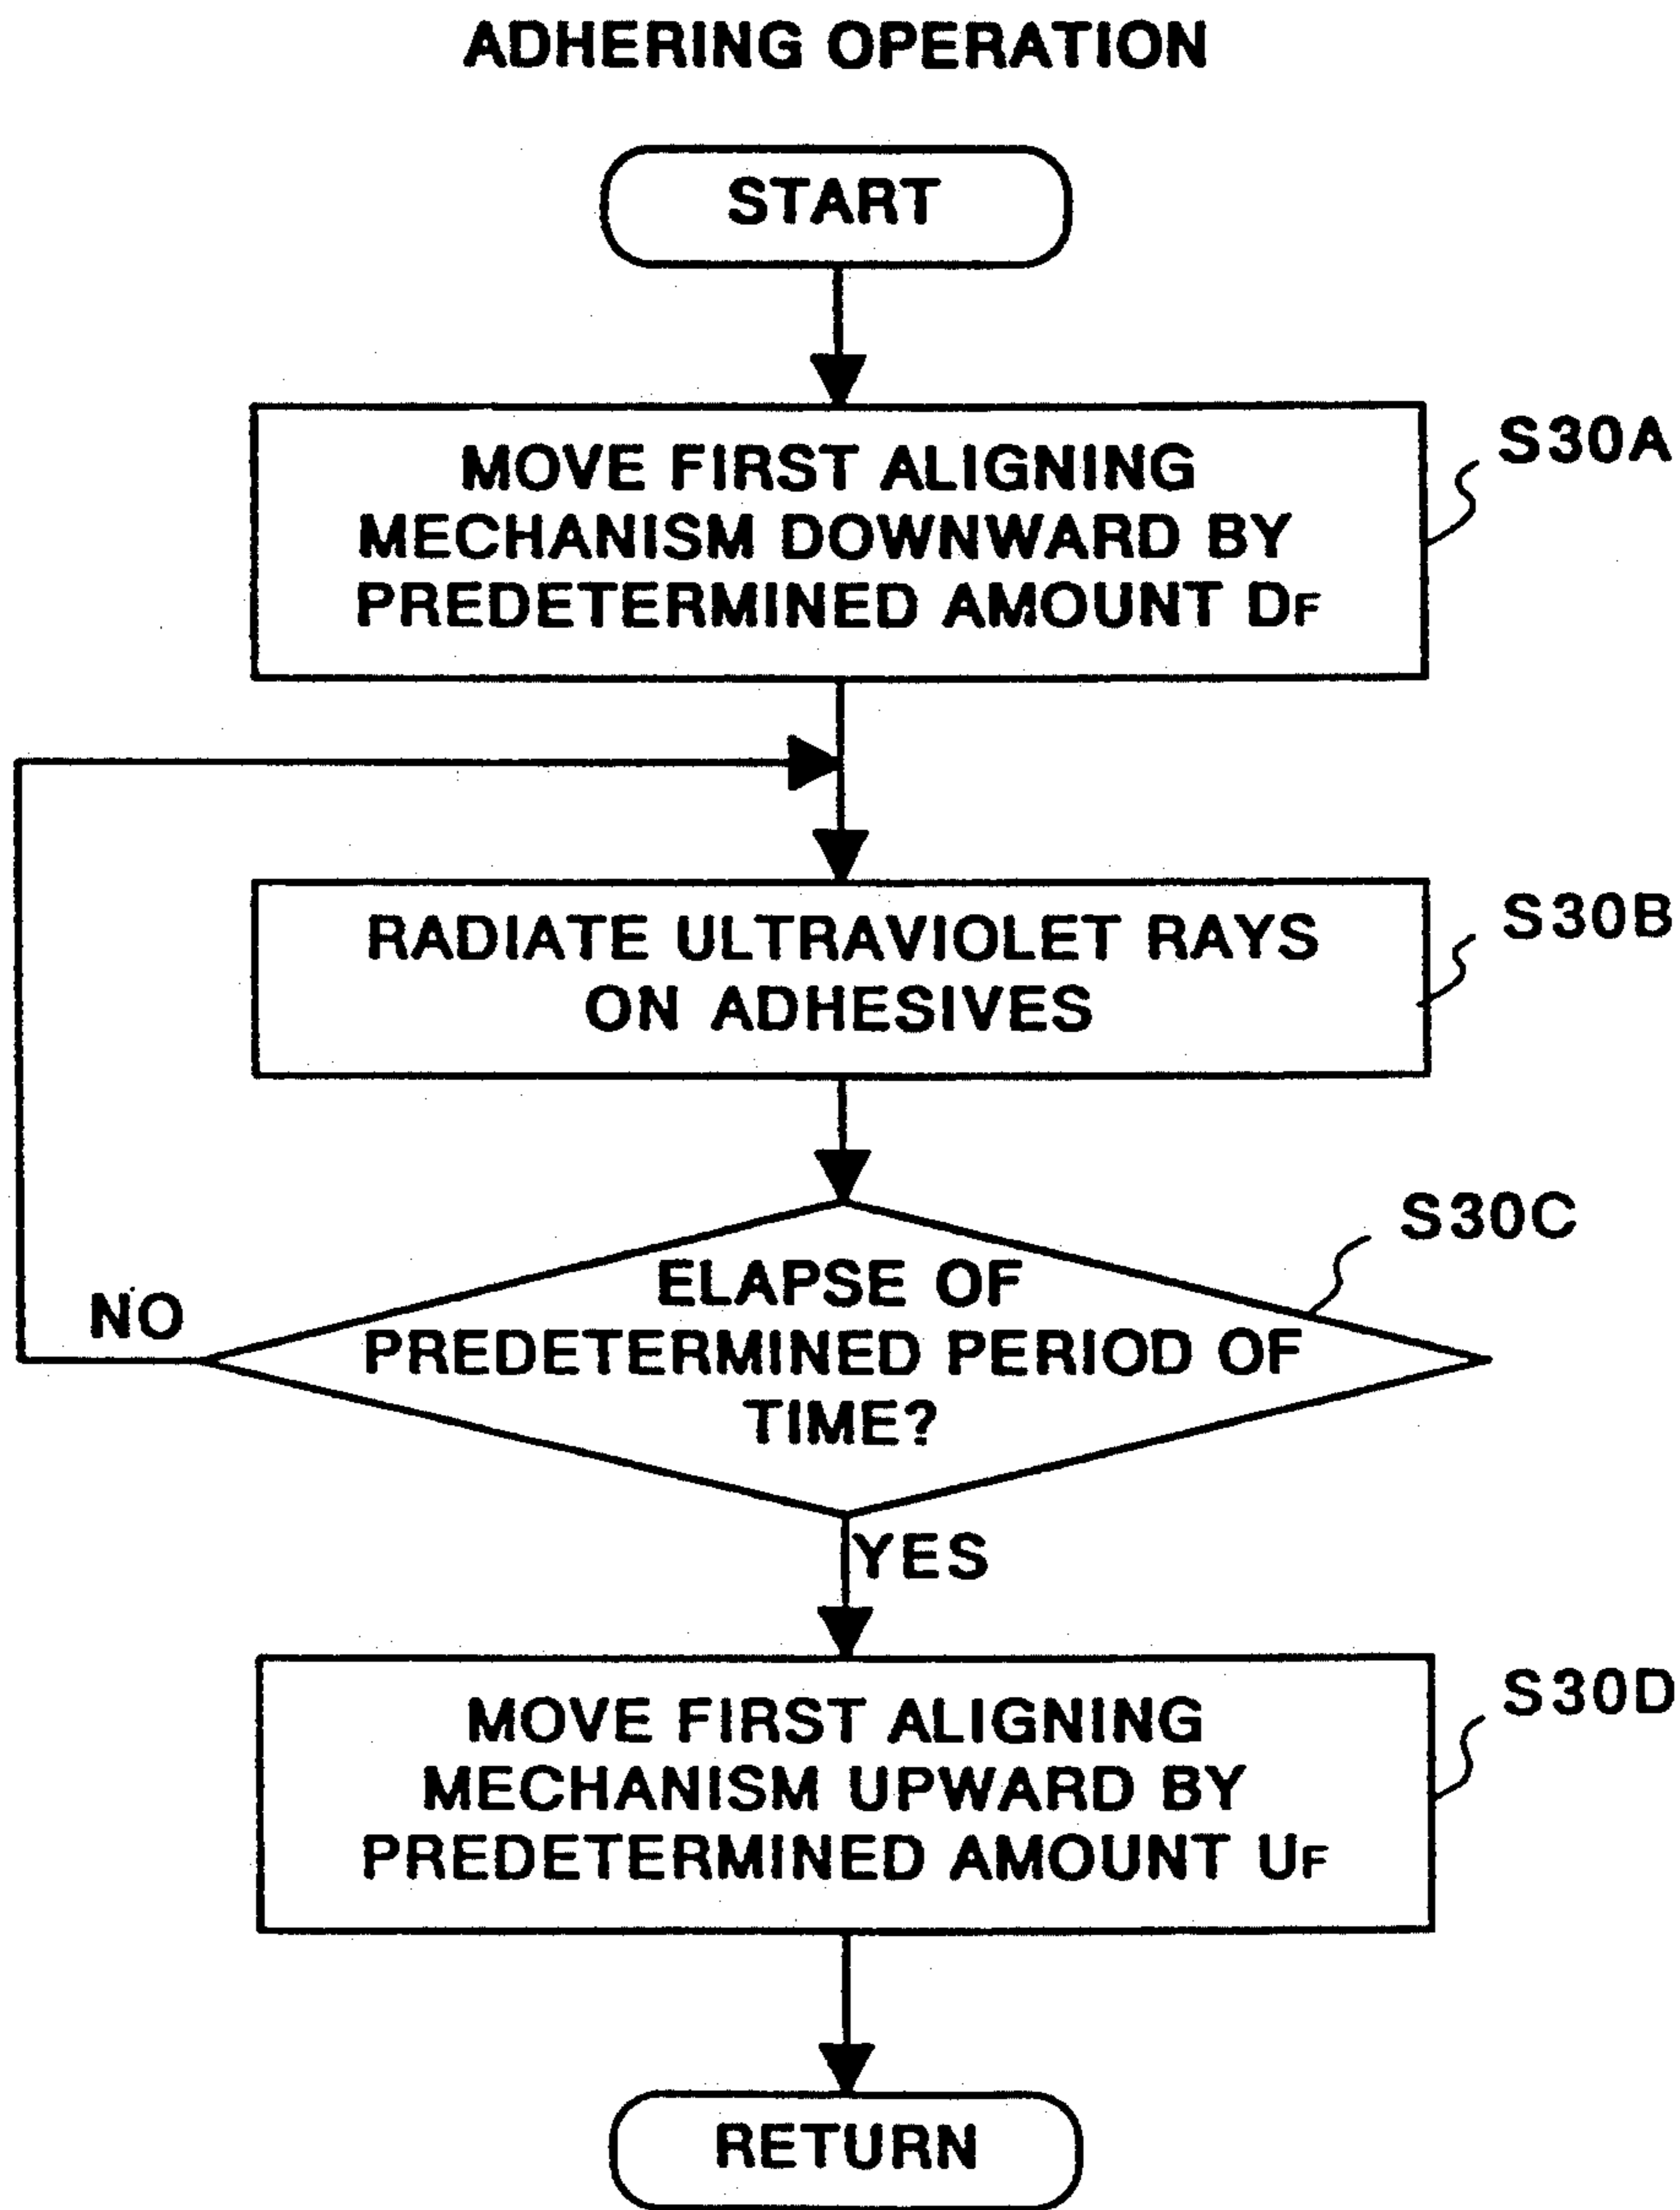 ADHERING OPERATION
START
MOVE FIRST ALIGNING
MECHANISM DOWNWARD BY
PREDETERMINED AMOUNT DF
S30A
RADIATE ULTRAVIOLET RAYS
ON ADHESIVES
S30B
ELAPSE OF
PREDETERMINED PERIOD OF
TIME?
S30C
NO
YES
MOVE FIRST ALIGNING
MECHANISM UPWARD BY
PREDETERMINED AMOUNT UF
S30D
RETURN